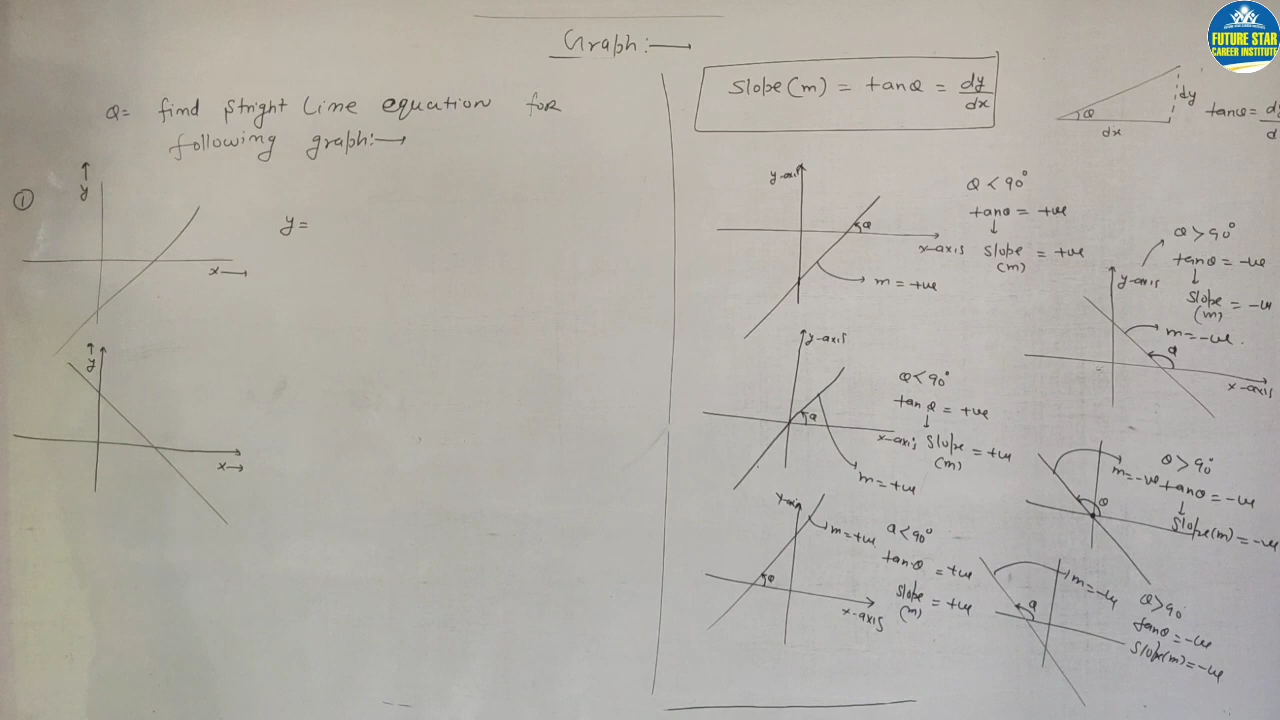 Graph:→
FUTURE STAR
CAREER INSTITUTE
Q= find stright line equation for
following graph:→
①
y
y =
x→
y
x→
Slope(m) = tanθ = dy/dx
θ
dy
dx
tanθ=
y-axis
θ
x-axis
m = +ve
θ < 90°
tanθ = +ve
↓
slope = +ve
(m)
θ > 90°
tanθ = -ve
↓
Slope = -ve
(m)
y-axis
m = -ve.
θ
x-axis
y-axis
θ
x-axis
m = +ve
θ < 90°
tanθ = +ve
↓
Slope = +ve
(m)
m = -ve
θ
θ > 90°
tanθ = -ve
↓
Slope(m) = -ve
m = +ve
θ
x-axis
θ < 90°
tanθ = +ve
slope = +ve
(m)
m = -ve
θ
θ > 90
tanθ = -ve
Slope(m) = -ve